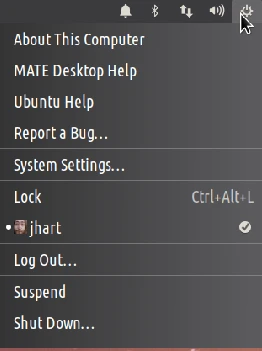 About This Computer
MATE Desktop Help
Ubuntu Help
Report a Bug…
System Settings…
Lock Ctrl+Alt+L
jhart
Log Out…
Suspend
Shut Down…